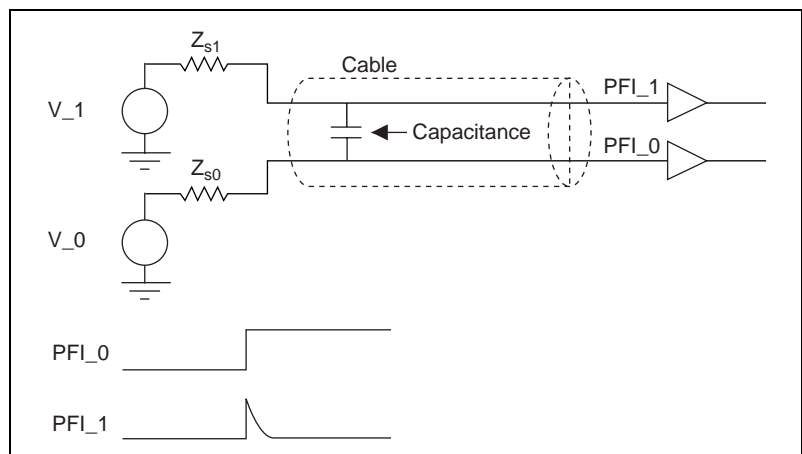 Z_s1
Cable
PFI_1
V_1
Capacitance
PFI_0
Z_s0
V_0
PFI_0
PFI_1